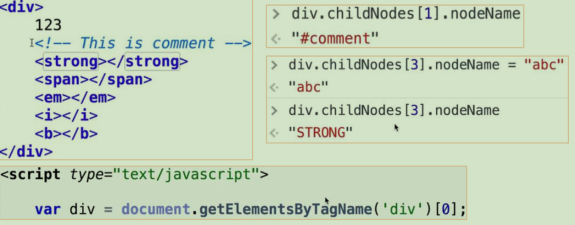 <div>
123
<!-- This is comment -->
<strong></strong>
<span></span>
<em></em>
<i></i>
<b></b>
</div>
> div.childNodes[1].nodeName
< "#comment"
> div.childNodes[3].nodeName = "abc"
< "abc"
> div.childNodes[3].nodeName
< "STRONG"
<script type="text/javascript">
var div = document.getElementsByTagName('div')[0];